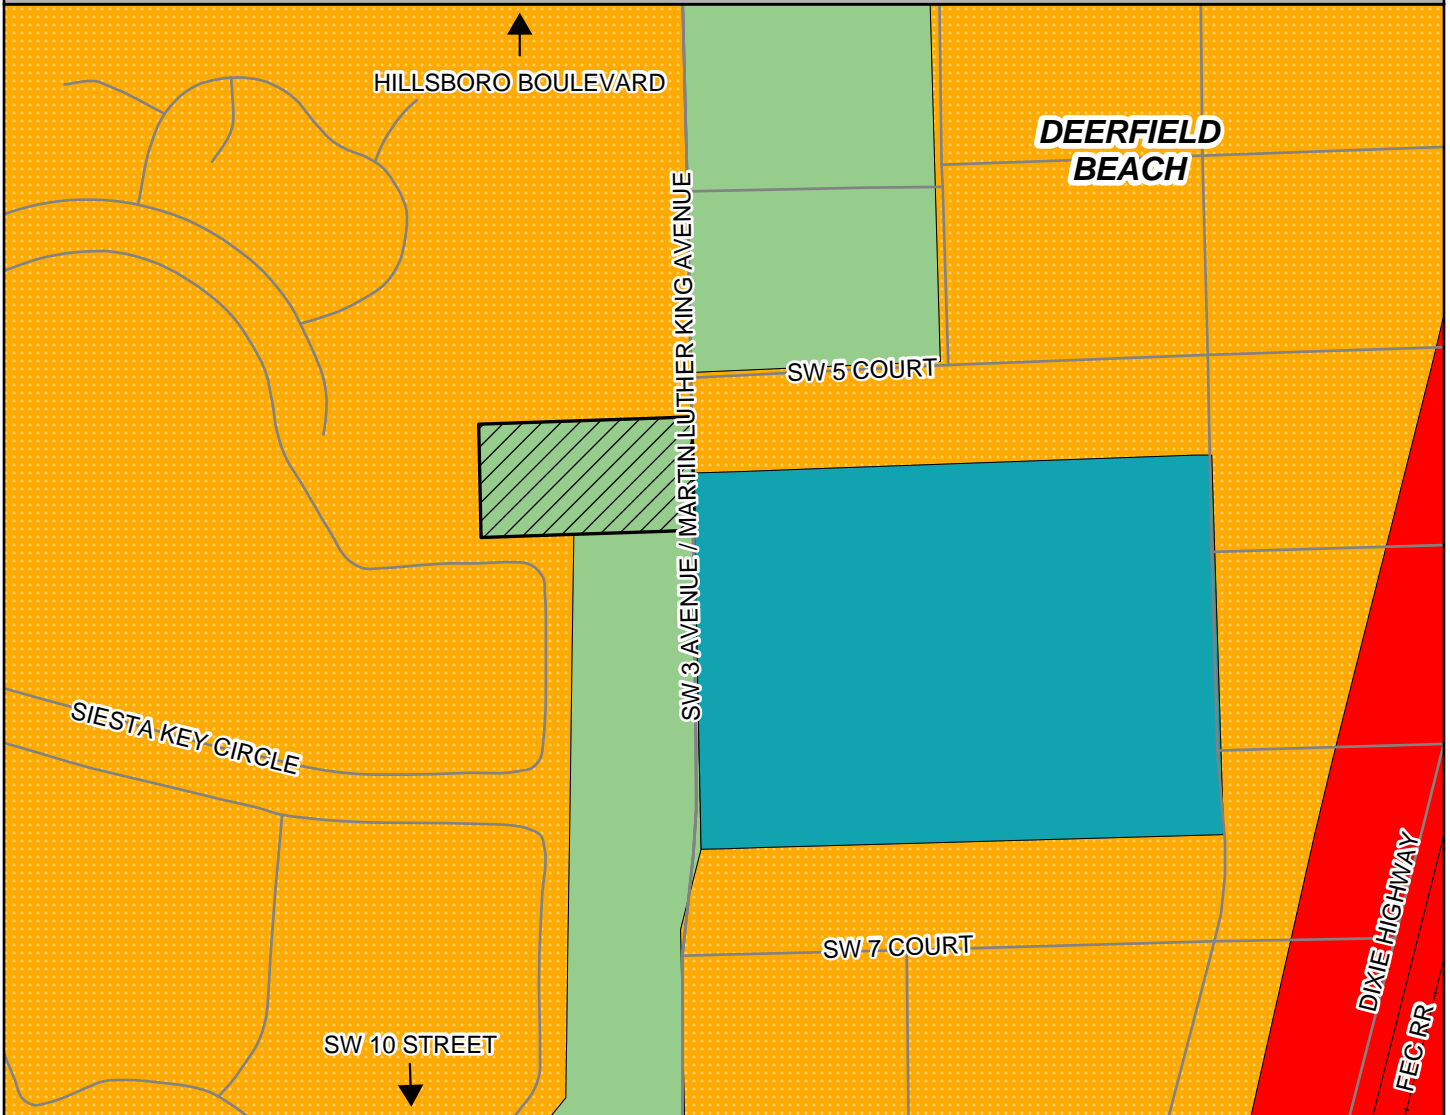 HILLSBORO BOULEVARD
DEERFIELD
BEACH
SW 3 AVENUE / MARTIN LUTHER KING AVENUE
SW 5 COURT
SIESTA KEY CIRCLE
SW 7 COURT
DIXIE HIGHWAY
FEC RR
SW 10 STREET